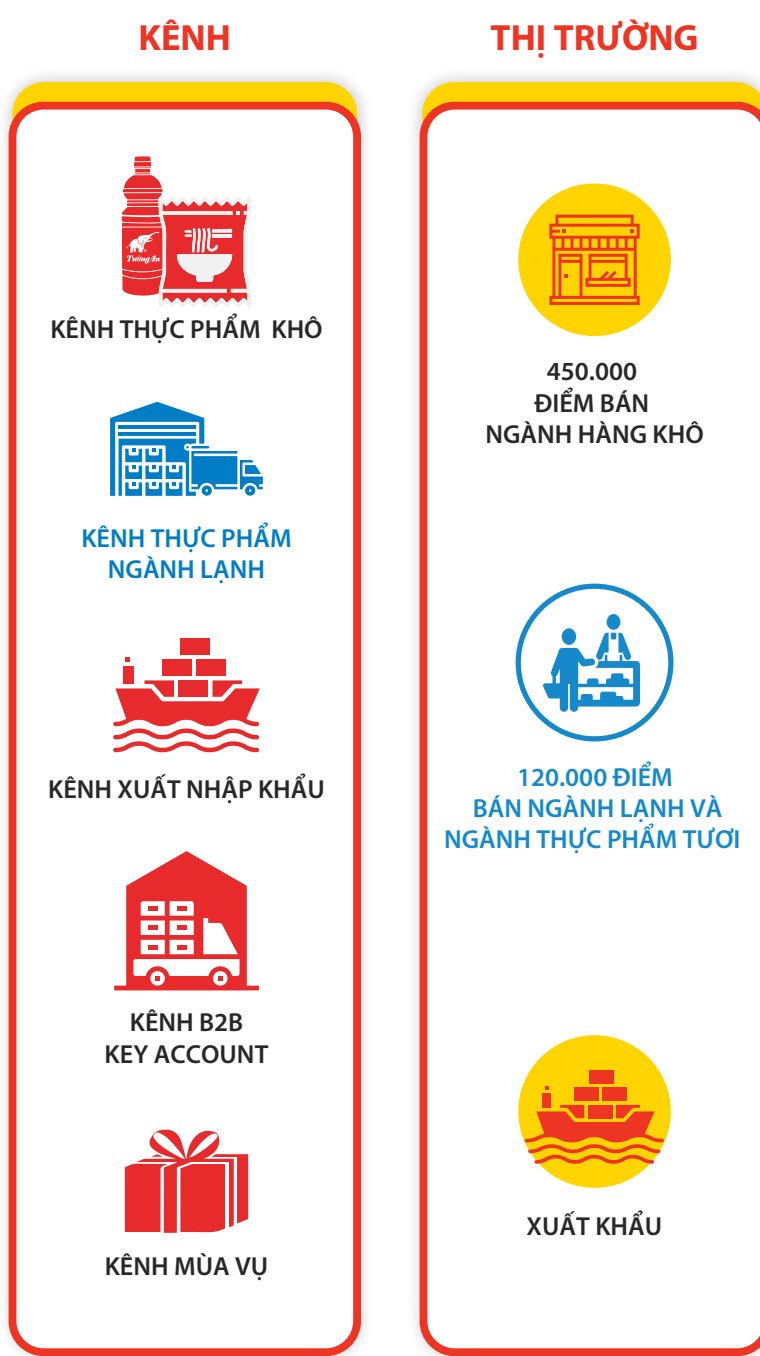 KÊNH
THỊ TRƯỜNG
Tường An
KÊNH THỰC PHẨM KHÔ
KÊNH THỰC PHẨM
NGÀNH LẠNH
KÊNH XUẤT NHẬP KHẨU
KÊNH B2B
KEY ACCOUNT
KÊNH MÙA VỤ
450.000
ĐIỂM BÁN
NGÀNH HÀNG KHÔ
120.000 ĐIỂM
BÁN NGÀNH LẠNH VÀ
NGÀNH THỰC PHẨM TƯƠI
XUẤT KHẨU